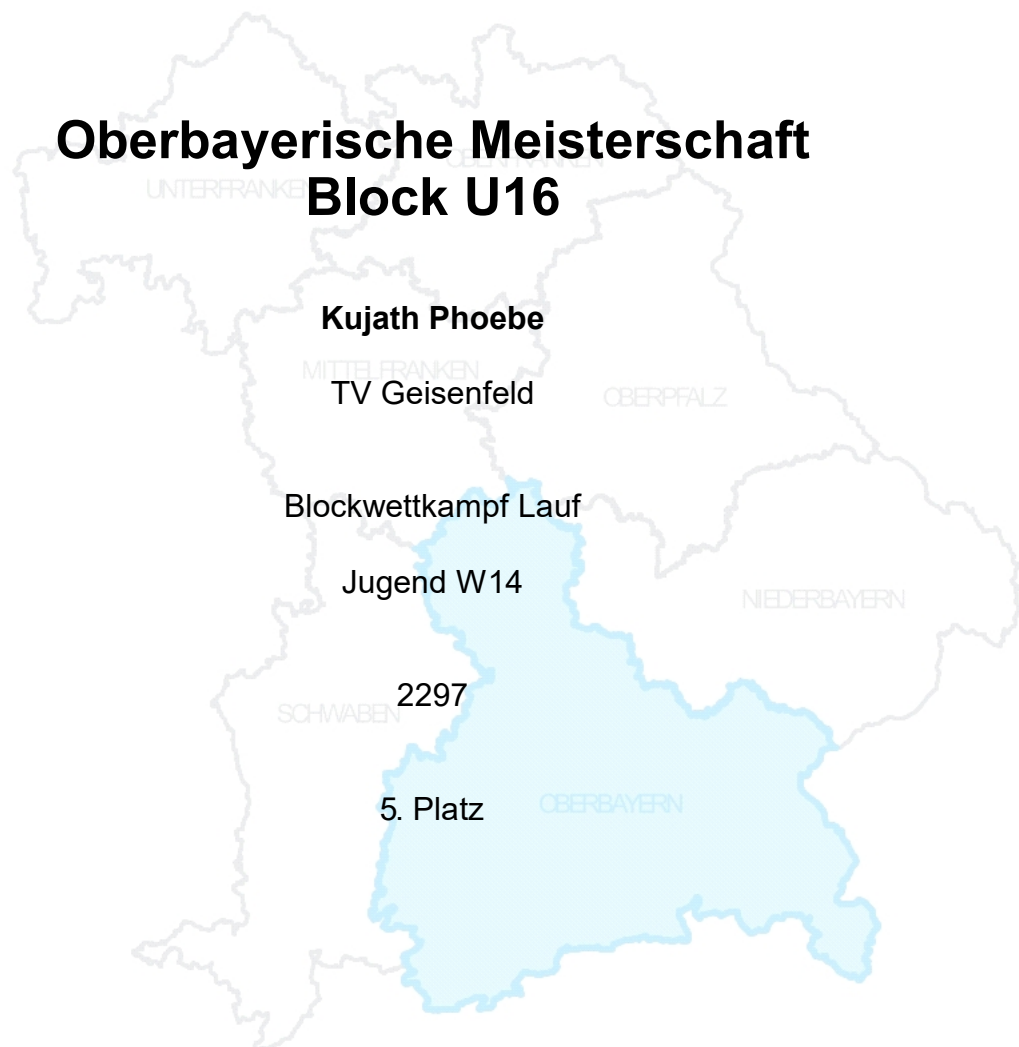 Oberbayerische Meisterschaft
OBERFRANKEN
UNTERFRANKEN
Block U16
Kujath Phoebe
MITTELFRANKEN
TV Geisenfeld
OBERPFALZ
Blockwettkampf Lauf
Jugend W14
NIEDERBAYERN
2297
SCHWABEN
5. Platz
OBERBAYERN